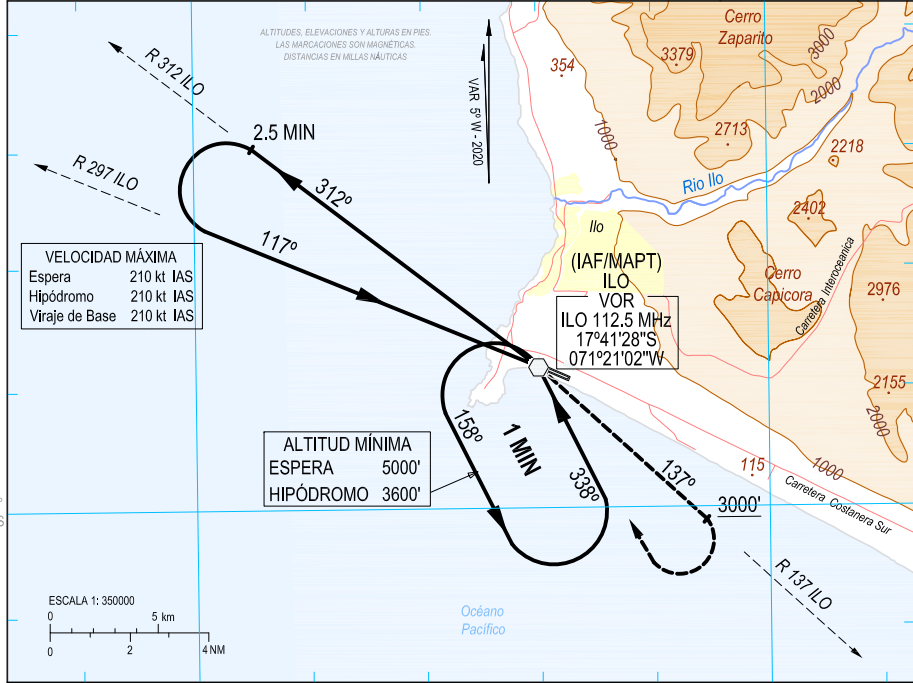 ALTITUDES, ELEVACIONES Y ALTURAS EN PIES.
LAS MARCACIONES SON MAGNÉTICAS.
DISTANCIAS EN MILLAS NÁUTICAS
R 312 ILO
R 297 ILO
VAR 5º W - 2020
2.5 MIN
312º
117º
Cerro
Zaparito
3379
3000
354
2000
1000
2713
2218
Rio Ilo
2402
Ilo
Cerro
Capicora
Carretera Interoceanica
2976
2155
2000
VELOCIDAD MÁXIMA
Espera 210 kt IAS
Hipódromo 210 kt IAS
Viraje de Base 210 kt IAS
(IAF/MAPT)
ILO
VOR
ILO 112.5 MHz
17º41'28"S
071º21'02"W
ALTITUD MÍNIMA
ESPERA 5000'
HIPÓDROMO 3600'
158º
1 MIN
338º
137º
3000'
115
1000
Carretera Costanera Sur
R 137 ILO
Océano
Pacífico
ESCALA 1: 350000
0 5 km
0 2 4 NM